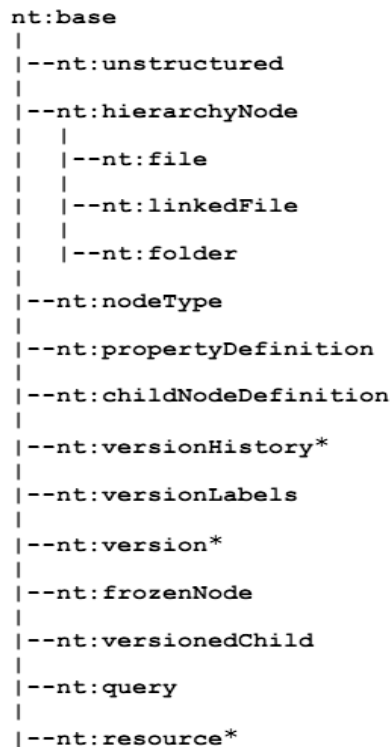 nt:base
|
|--nt:unstructured
|
|--nt:hierarchyNode
|   |
|   |--nt:file
|   |
|   |--nt:linkedFile
|   |
|   |--nt:folder
|
|--nt:nodeType
|
|--nt:propertyDefinition
|
|--nt:childNodeDefinition
|
|--nt:versionHistory*
|
|--nt:versionLabels
|
|--nt:version*
|
|--nt:frozenNode
|
|--nt:versionedChild
|
|--nt:query
|
|--nt:resource*